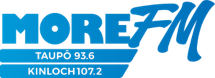 MORE FM
TAUPŌ 93.6
KINLOCH 107.2